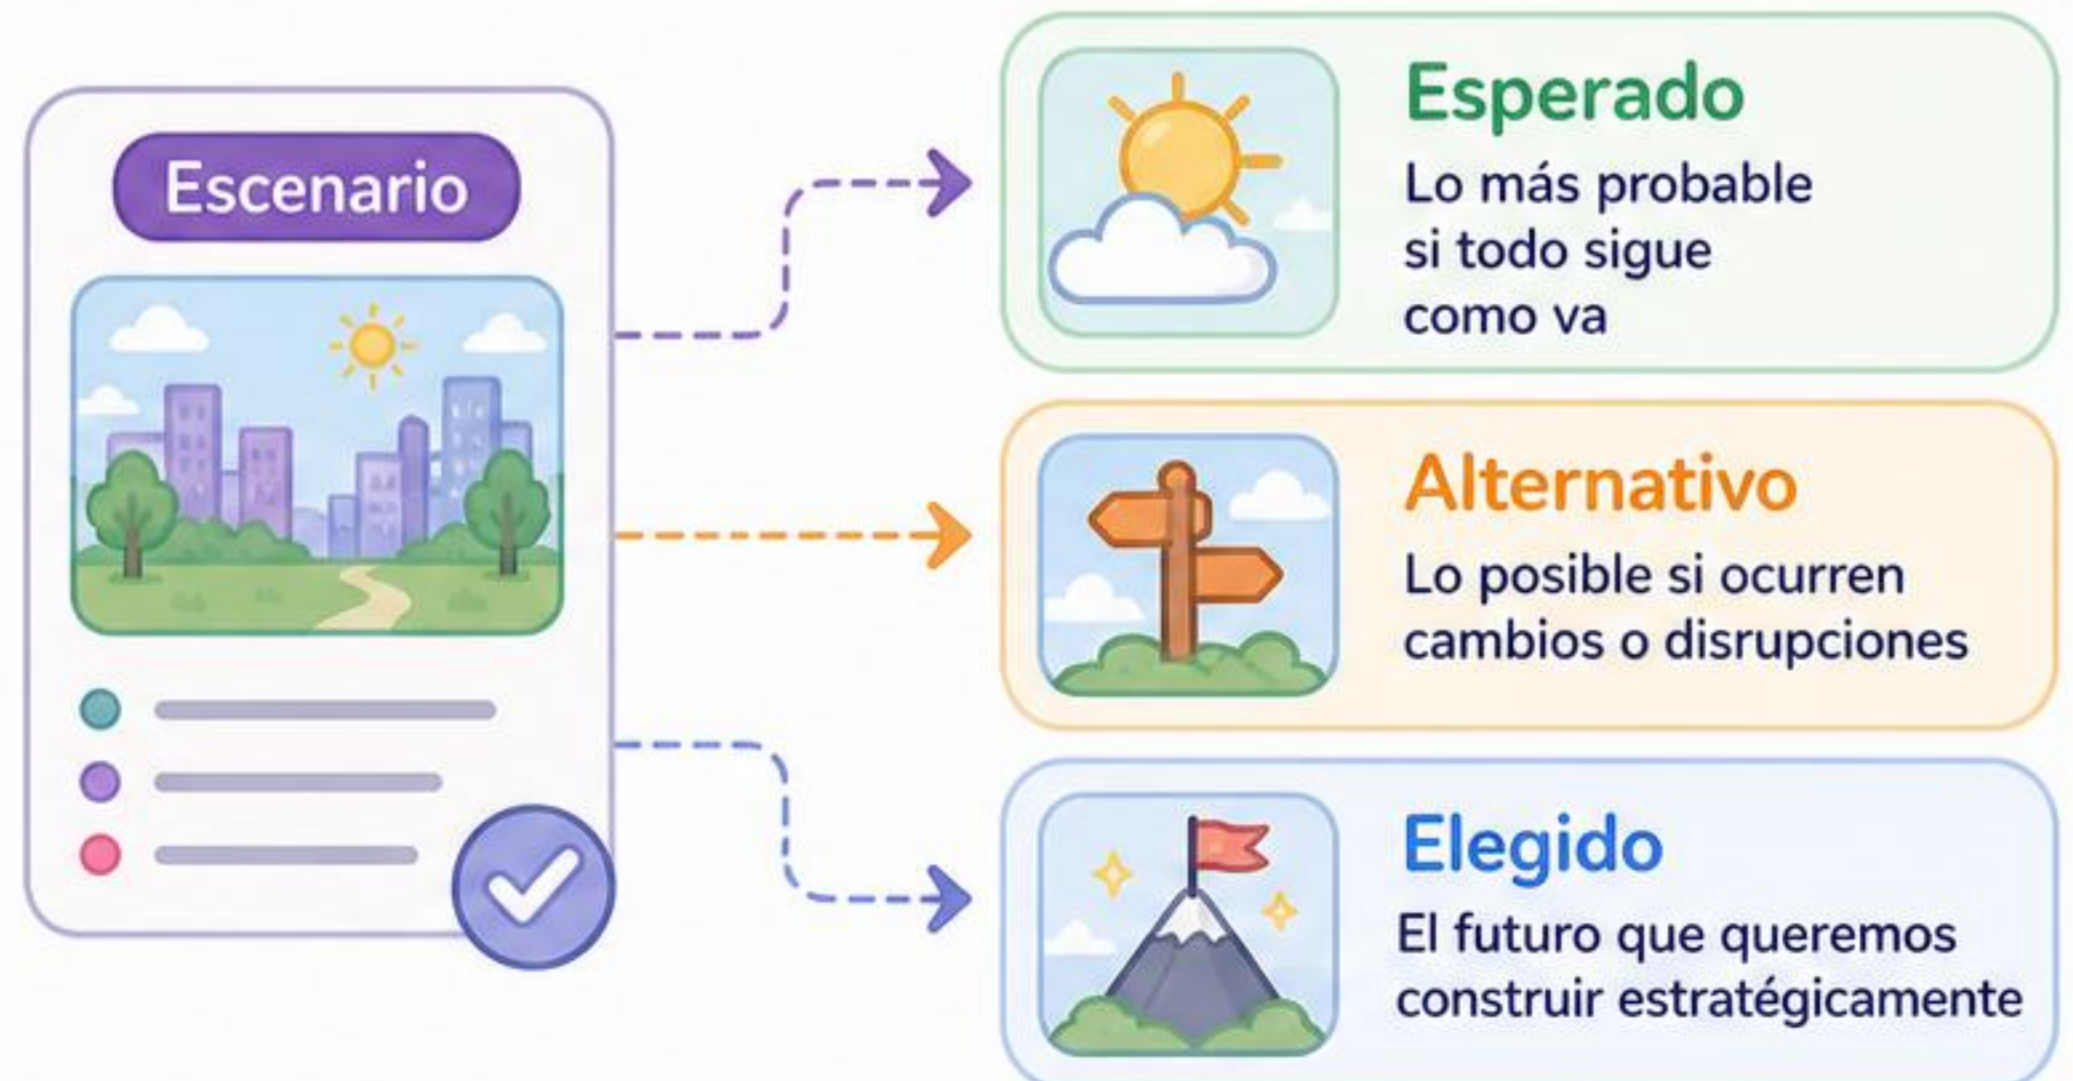 Escenario
Esperado
Lo más probable
si todo sigue
como va
Alternativo
Lo posible si ocurren
cambios o disrupciones
Elegido
El futuro que queremos
construir estratégicamente